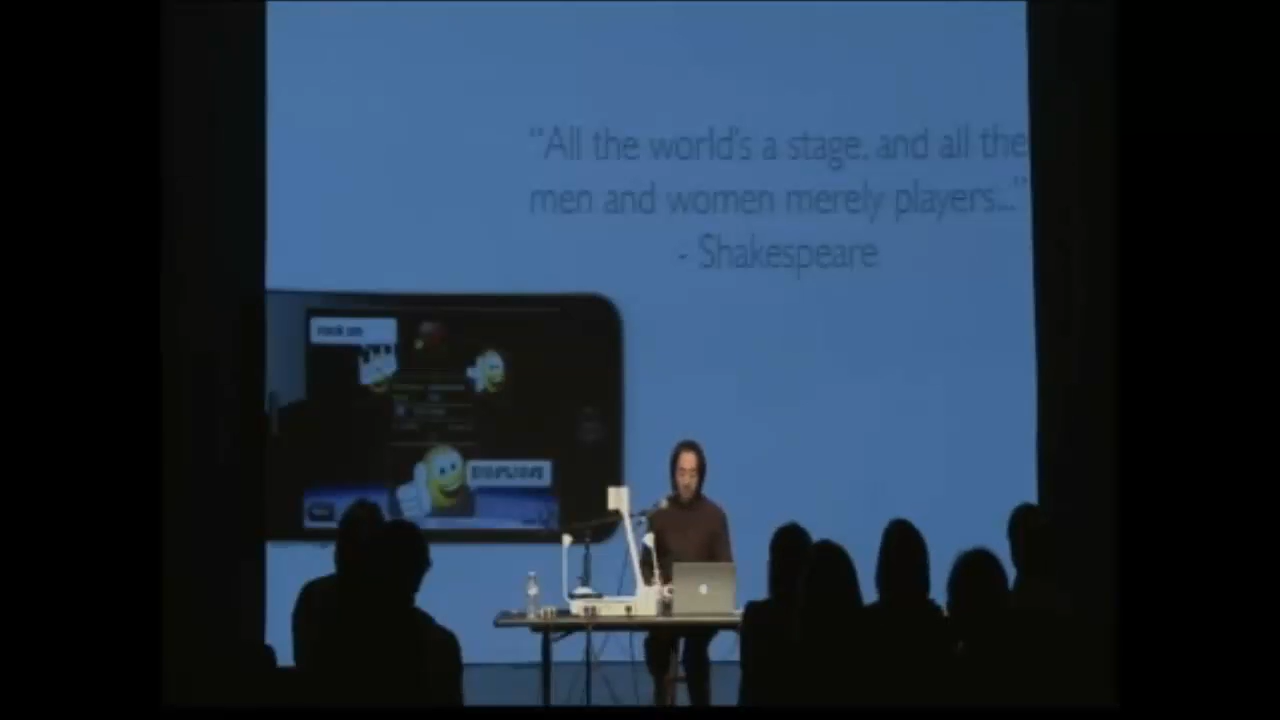 "All the world's a stage, and all the
men and women merely players..."
- Shakespeare